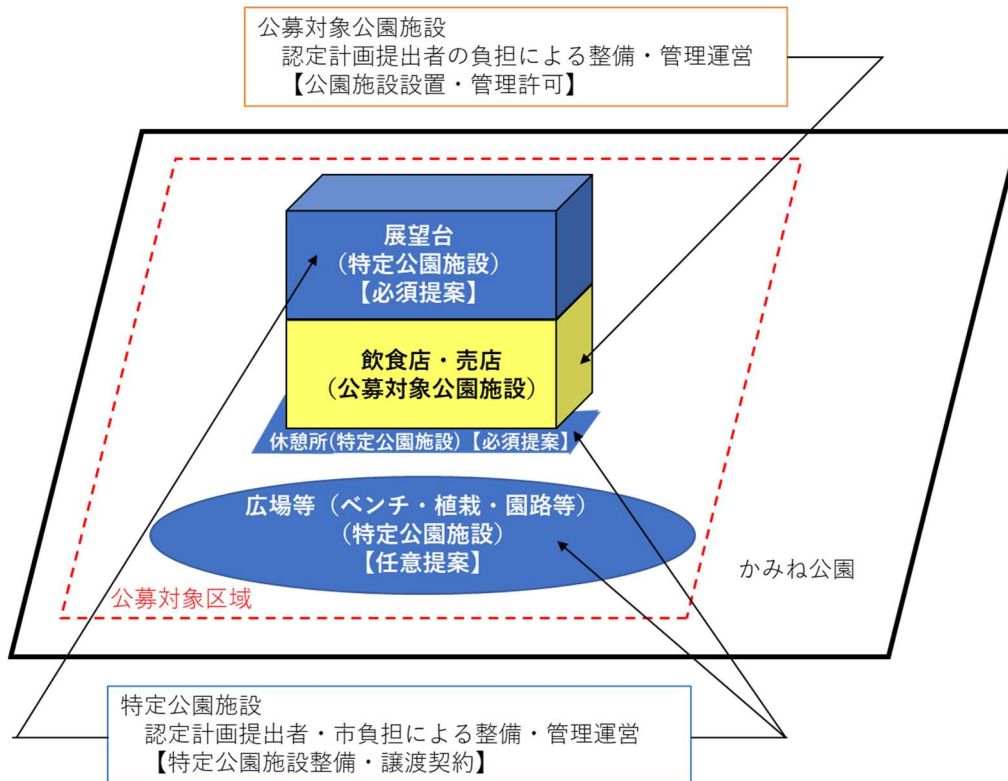 公募対象公園施設
認定計画提出者の負担による整備・管理運営
【公園施設設置・管理許可】
展望台
（特定公園施設）
【必須提案】
飲食店・売店
（公募対象公園施設）
休憩所(特定公園施設)【必須提案】
広場等（ベンチ・植栽・園路等）
（特定公園施設）
【任意提案】
かみね公園
公募対象区域
特定公園施設
認定計画提出者・市負担による整備・管理運営
【特定公園施設整備・譲渡契約】